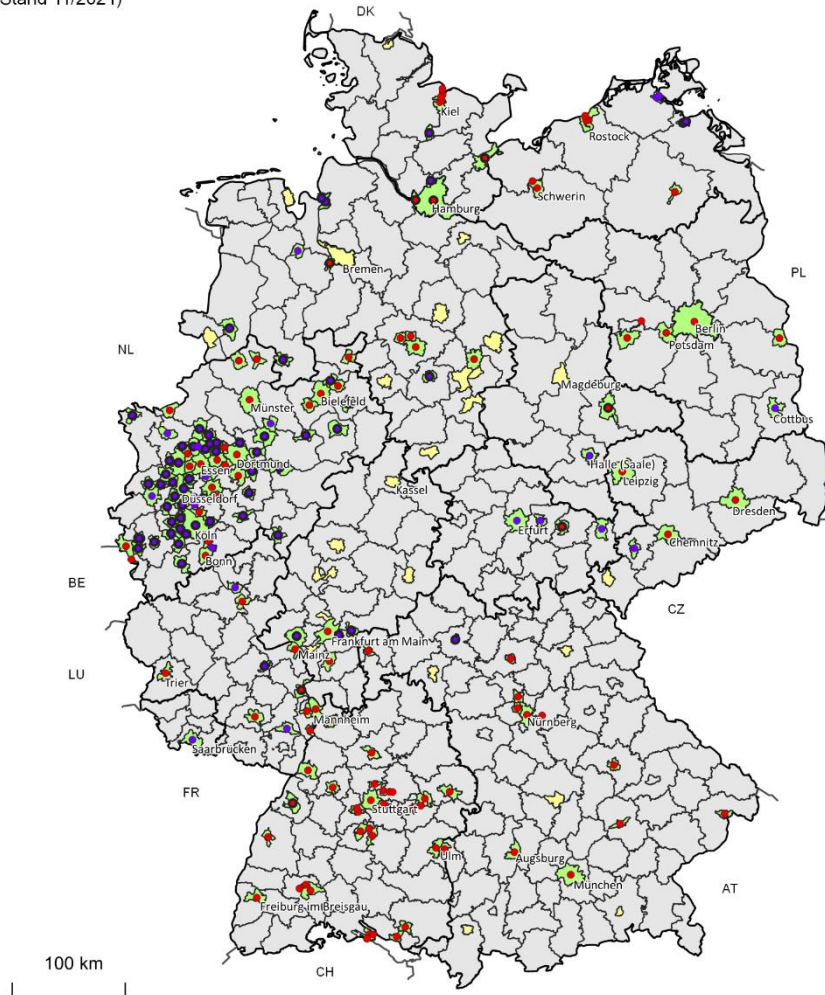 Stand 11/2021)
DK
Kiel
Rostock
Schwerin
Hamburg
Bremen
PL
Berlin
Potsdam
NL
Magdeburg
Münster
Bielefeld
Cottbus
Dortmund
Essen
Halle (Saale)
Leipzig
Kassel
Düsseldorf
Dresden
Erfurt
Köln
Chemnitz
Bonn
BE
CZ
Frankfurt am Main
Mainz
LU
Trier
Mannheim
Nürnberg
Saarbrücken
FR
Stuttgart
Ulm
Augsburg
München
AT
Freiburg im Breisgau
100 km
CH